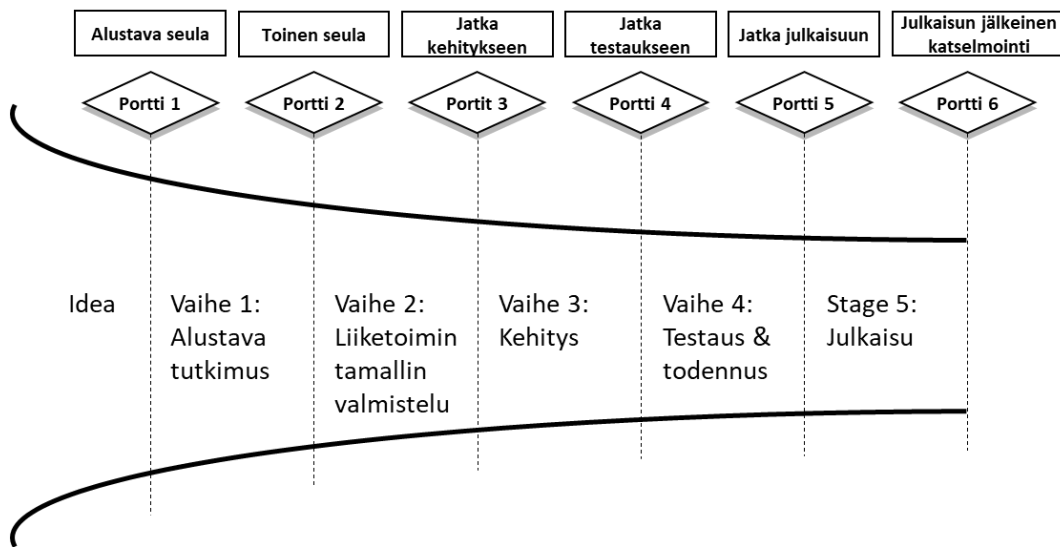 Alustava seula
Toinen seula
Jatka
kehitykseen
Jatka
testaukseen
Jatka julkaisuun
Julkaisun jälkeinen
katselmointi
Portti 1
Portti 2
Portit 3
Portti 4
Portti 5
Portti 6
Idea
Vaihe 1:
Alustava
tutkimus
Vaihe 2:
Liiketoimin
tamallin
valmistelu
Vaihe 3:
Kehitys
Vaihe 4:
Testaus &
todennus
Stage 5:
Julkaisu